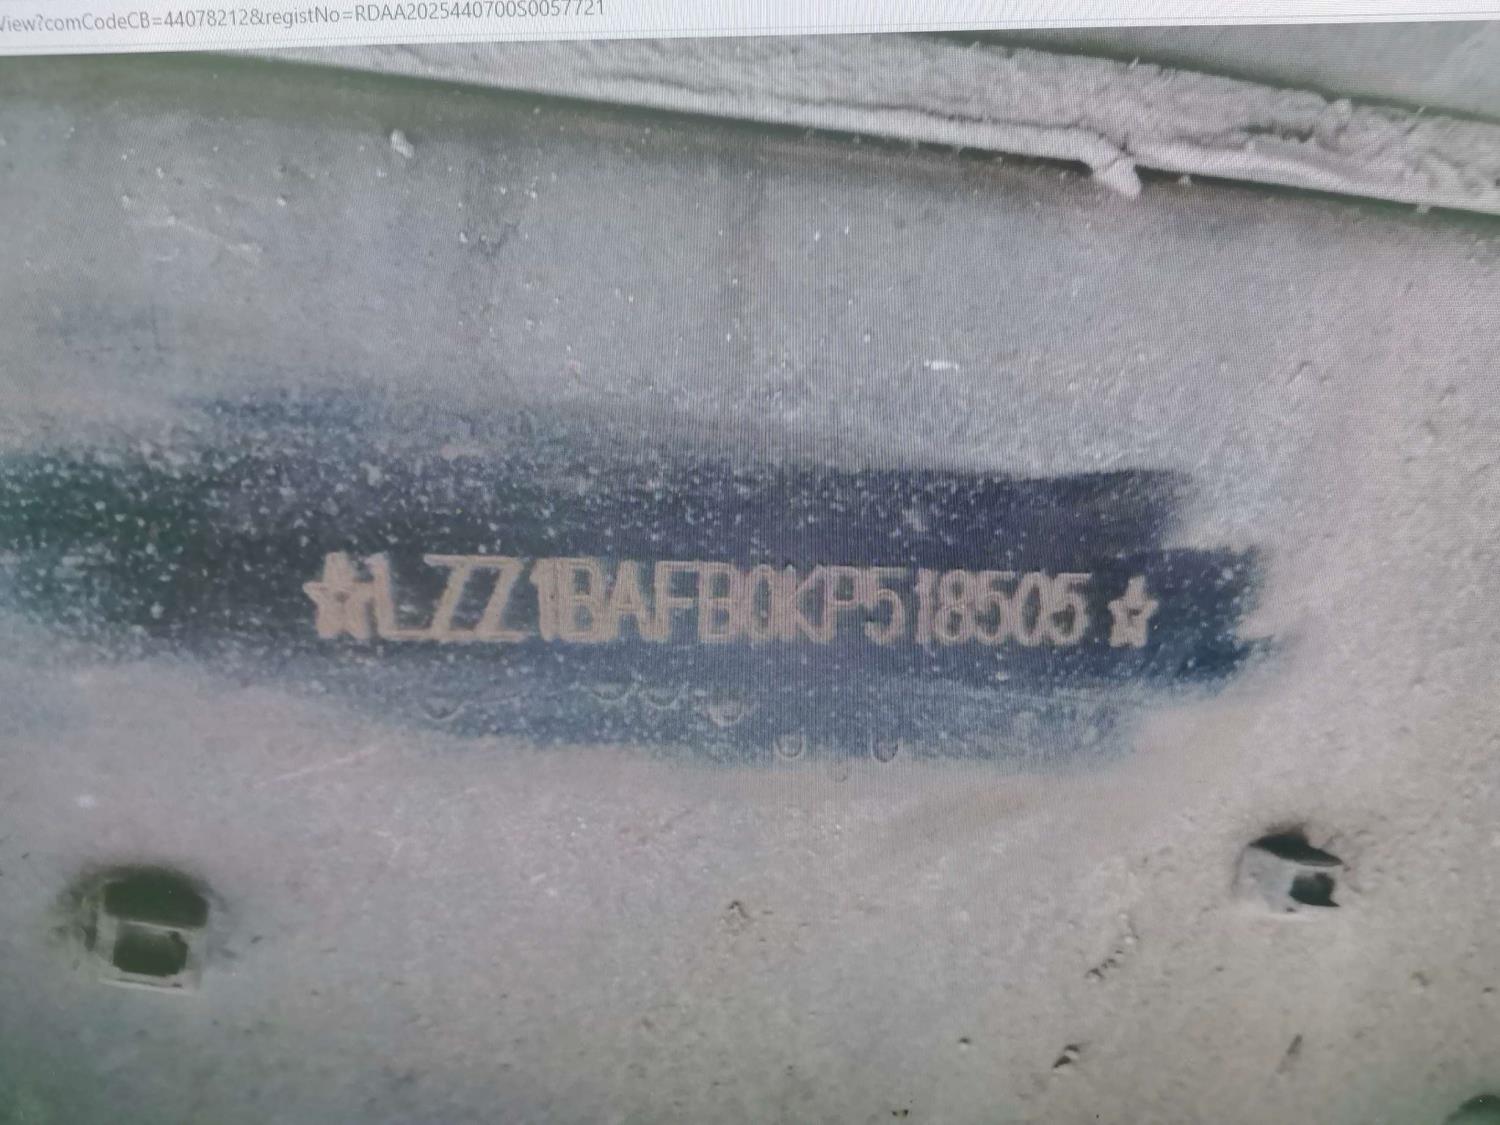 View?comCodeCB=44078212&registNo=RDAA2025440700S0057721
☆LZZ1BAFB0KP518505☆